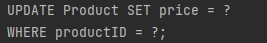 UPDATE Product SET price = ?
WHERE productID = ?;